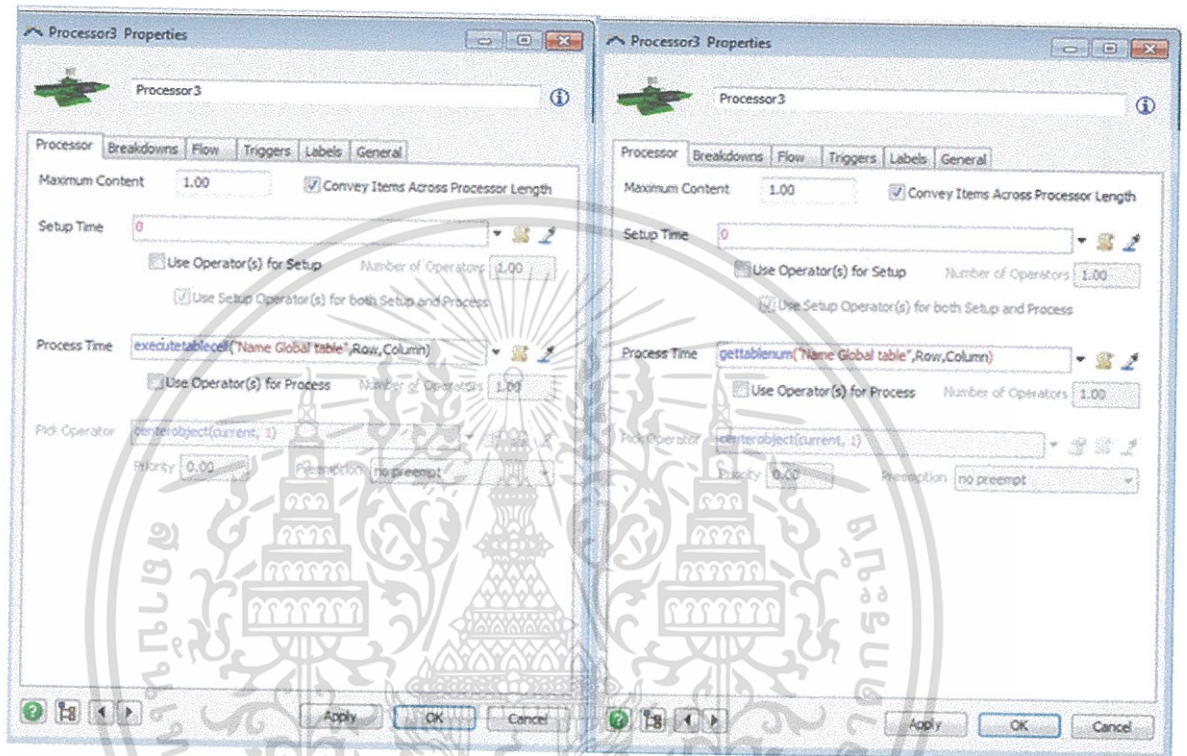 Processor3 Properties
Processor3
Processor Breakdowns Flow Triggers Labels General
Maximum Content 1.00 Convey Items Across Processor Length
Setup Time 0
Use Operator(s) for Setup Number of Operators 1.00
Use Setup Operator(s) for both Setup and Process
Process Time executetablecell("Name Global table",Row,Column)
Use Operator(s) for Process Number of Operators 1.00
Pick Operator centerobject(current, 1)
Priority 0.00 Preemption no preempt
Apply OK Cancel
Processor3 Properties
Processor3
Processor Breakdowns Flow Triggers Labels General
Maximum Content 1.00 Convey Items Across Processor Length
Setup Time 0
Use Operator(s) for Setup Number of Operators 1.00
Use Setup Operator(s) for both Setup and Process
Process Time gettablenum("Name Global table",Row,Column)
Use Operator(s) for Process Number of Operators 1.00
Pick Operator centerobject(current, 1)
Priority 0.00 Preemption no preempt
Apply OK Cancel